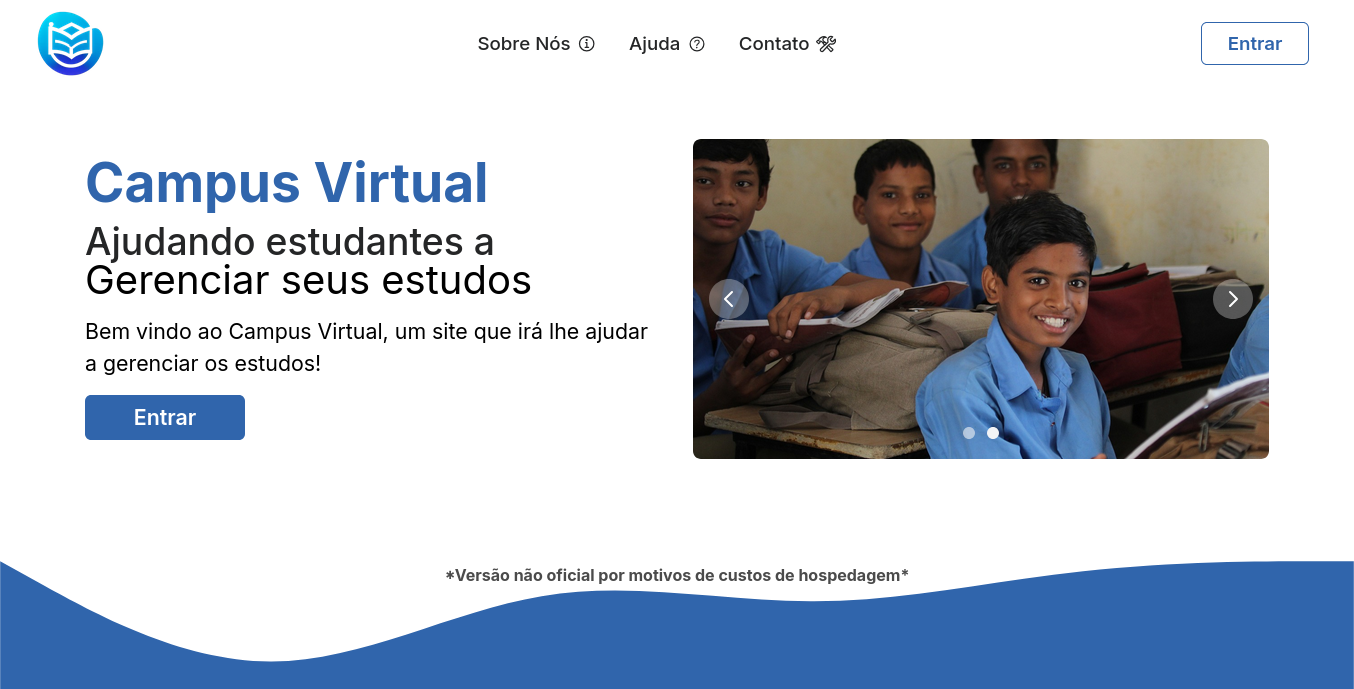 Sobre Nós
Ajuda
Contato
Entrar
Campus Virtual
Ajudando estudantes a
Gerenciar seus estudos
Bem vindo ao Campus Virtual, um site que irá lhe ajudar
a gerenciar os estudos!
Entrar
*Versão não oficial por motivos de custos de hospedagem*